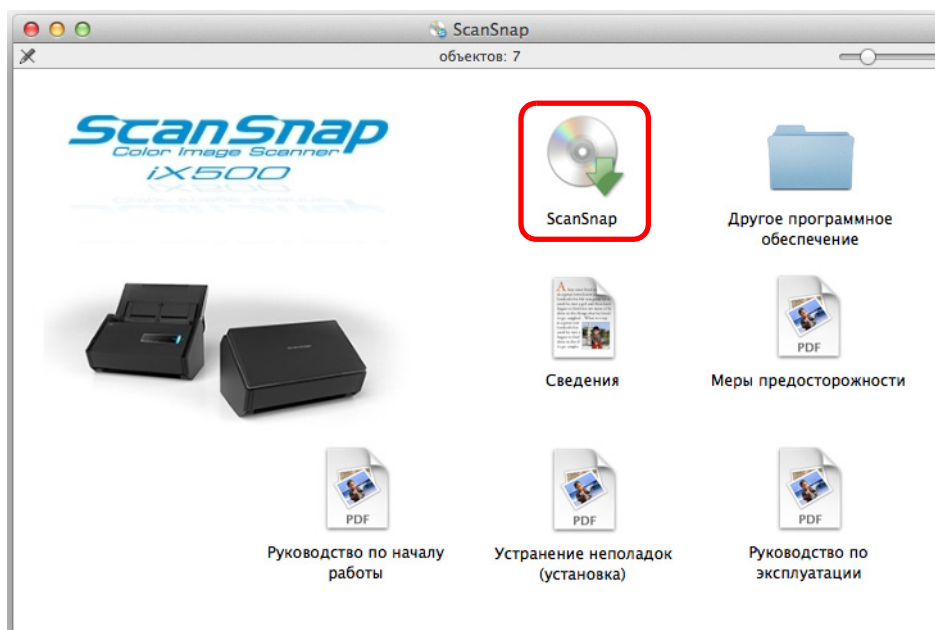 ScanSnap
объектов: 7
ScanSnap
Color Image Scanner
iX500
ScanSnap
Другое программное
обеспечение
Сведения
PDF
Меры предосторожности
PDF
Руководство по началу
работы
PDF
Устранение неполадок
(установка)
PDF
Руководство по
эксплуатации